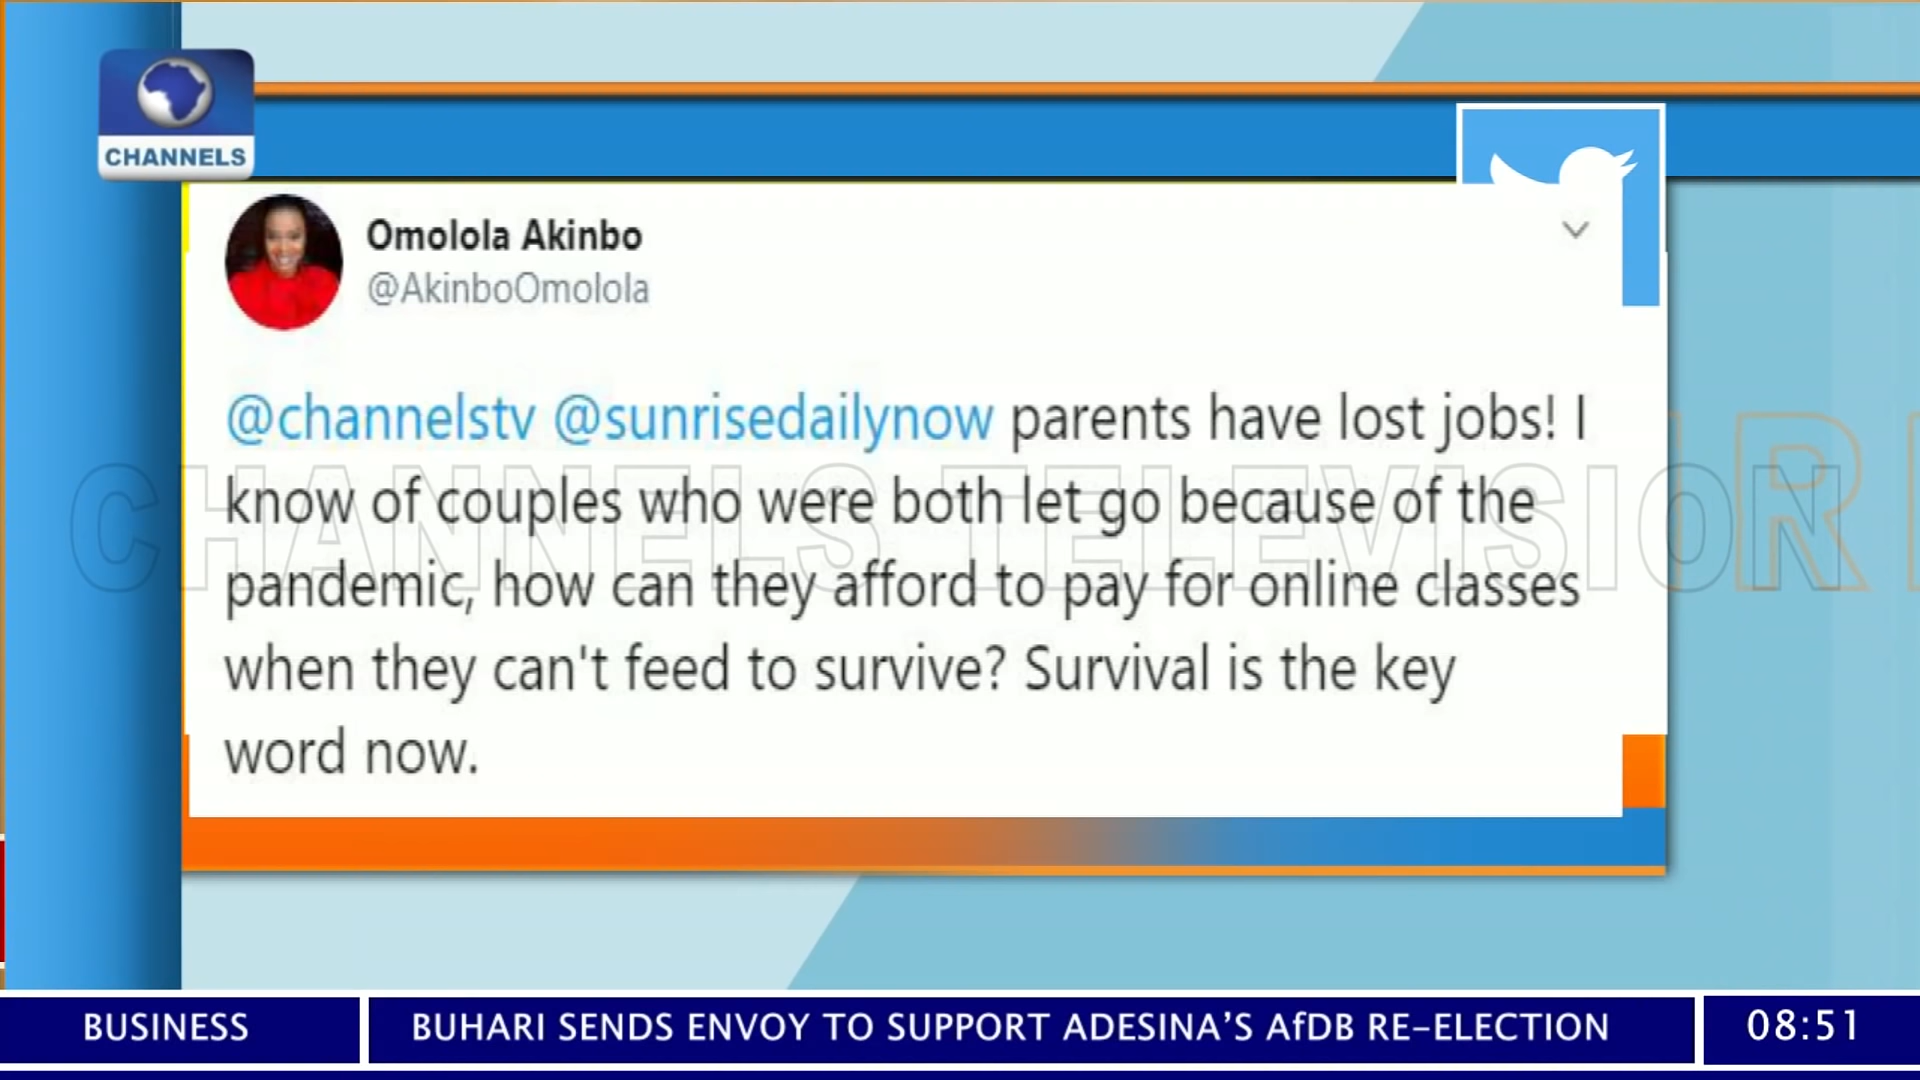 CHANNELS
Omolola Akinbo
@AkinboOmolola
@channelstv @sunrisedailynow parents have lost jobs! I
know of couples who were both let go because of the
pandemic, how can they afford to pay for online classes
when they can't feed to survive? Survival is the key
word now.
CHANNELS TELEVISION
BUSINESS
BUHARI SENDS ENVOY TO SUPPORT ADESINA’S AfDB RE–ELECTION
08:51